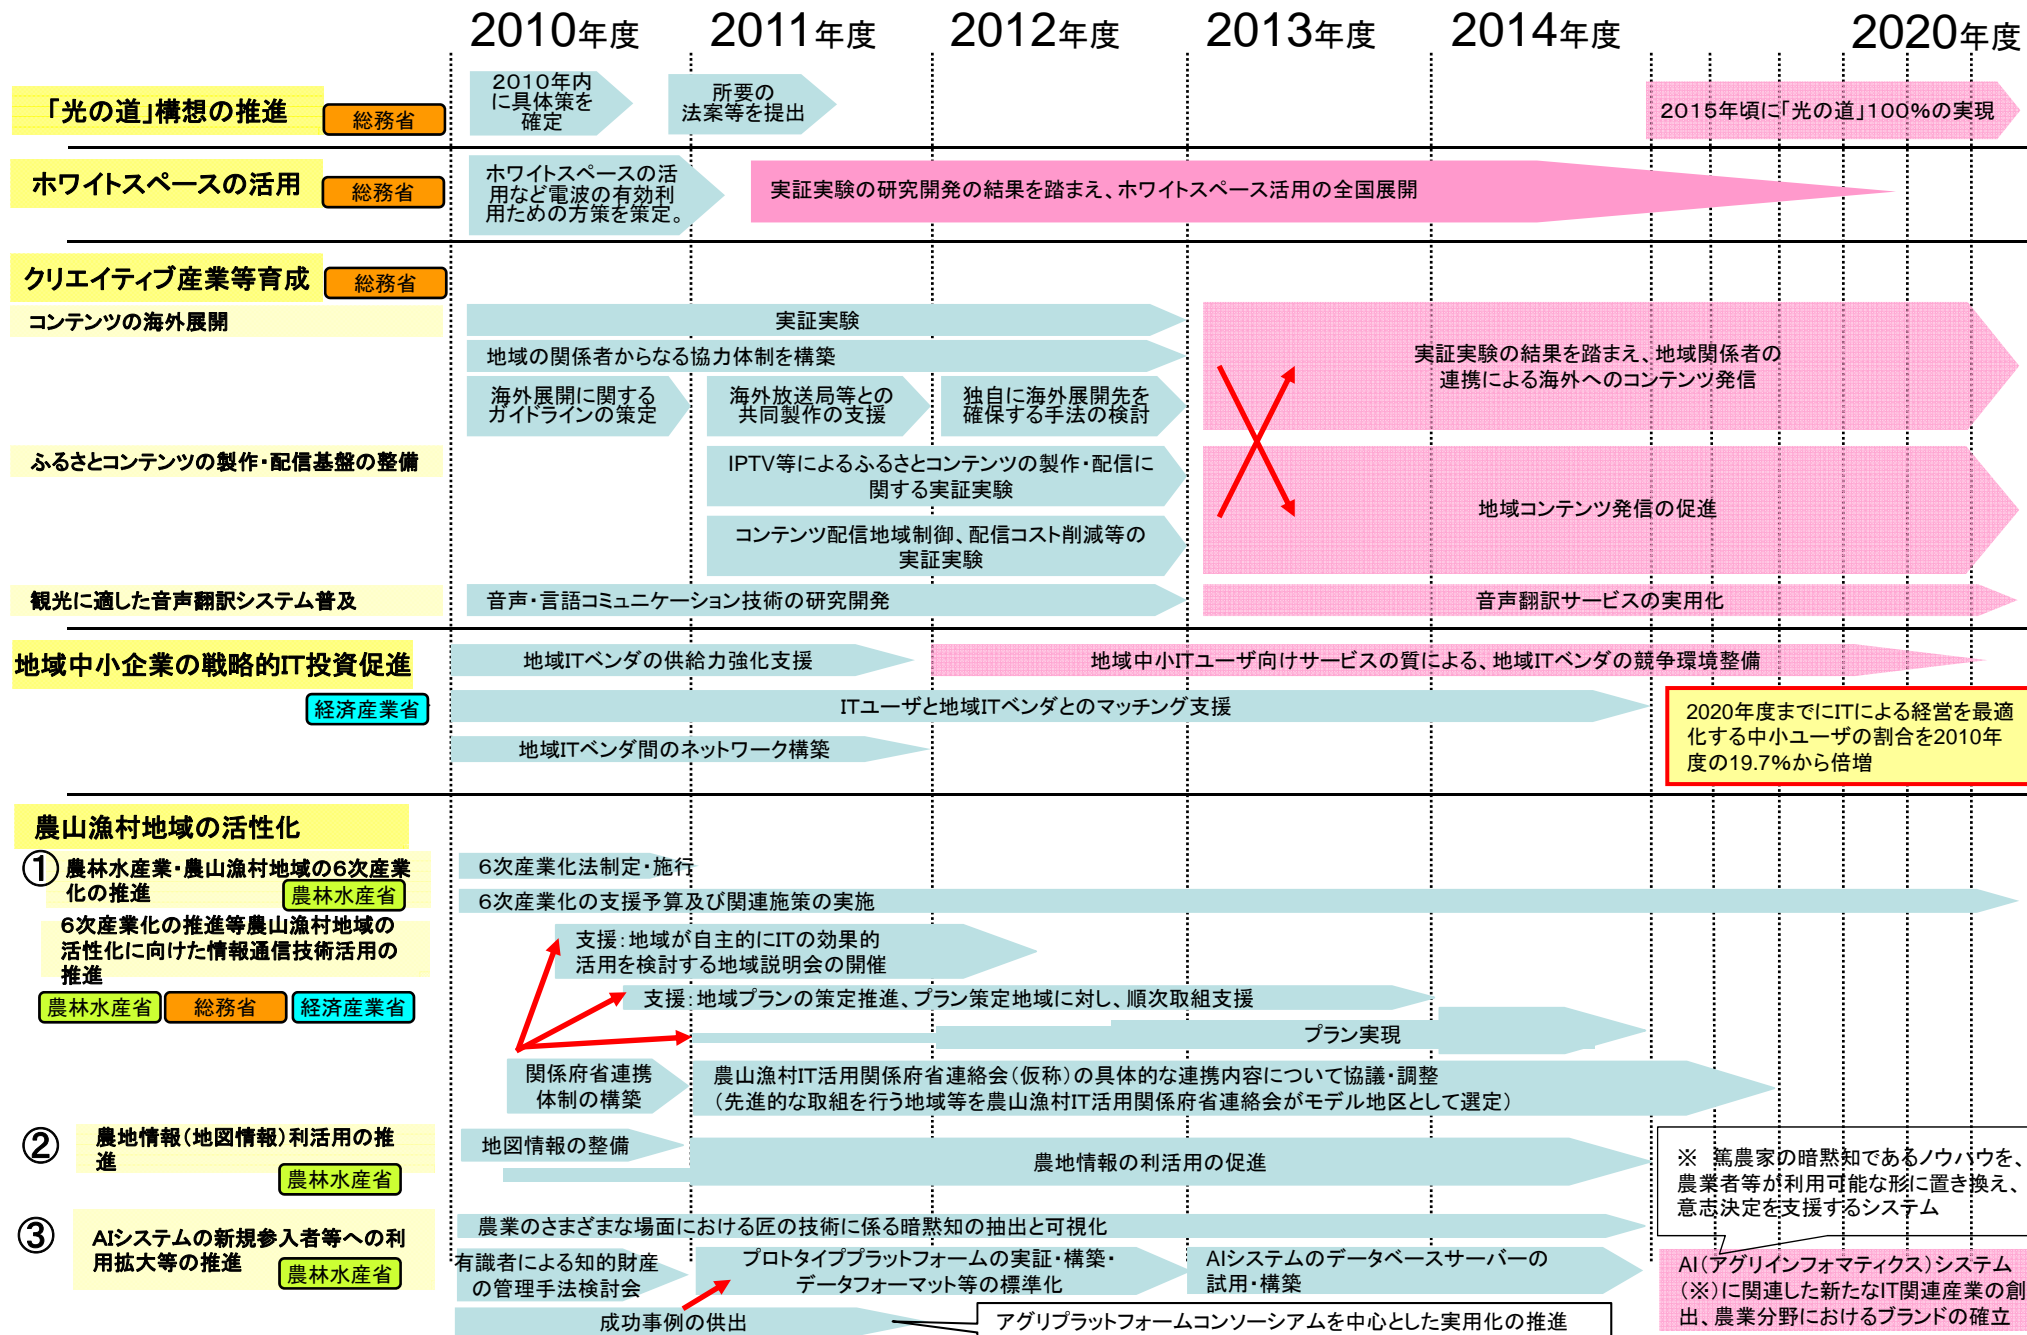 2010年度 2011年度 2012年度 2013年度 2014年度 2020年度
「光の道」構想の推進
総務省
2010年内
に具体策を
確定
所要の
法案等を提出
2015年頃に「光の道」100%の実現
ホワイトスペースの活用
総務省
ホワイトスペースの活
用など電波の有効利
用ための方策を策定。
実証実験の研究開発の結果を踏まえ、ホワイトスペース活用の全国展開
クリエイティブ産業等育成
総務省
コンテンツの海外展開
実証実験
地域の関係者からなる協力体制を構築
海外展開に関する
ガイドラインの策定
海外放送局等との
共同製作の支援
独自に海外展開先を
確保する手法の検討
実証実験の結果を踏まえ、地域関係者の
連携による海外へのコンテンツ発信
ふるさとコンテンツの製作・配信基盤の整備
IPTV等によるふるさとコンテンツの製作・配信に
関する実証実験
コンテンツ配信地域制御、配信コスト削減等の
実証実験
地域コンテンツ発信の促進
観光に適した音声翻訳システム普及
音声・言語コミュニケーション技術の研究開発
音声翻訳サービスの実用化
地域中小企業の戦略的IT投資促進
経済産業省
地域ITベンダの供給力強化支援
地域中小ITユーザ向けサービスの質による、地域ITベンダの競争環境整備
ITユーザと地域ITベンダとのマッチング支援
地域ITベンダ間のネットワーク構築
2020年度までにITによる経営を最適
化する中小ユーザの割合を2010年
度の19.7%から倍増
農山漁村地域の活性化
① 農林水産業・農山漁村地域の6次産業
化の推進
農林水産省
6次産業化法制定・施行
6次産業化の支援予算及び関連施策の実施
6次産業化の推進等農山漁村地域の
活性化に向けた情報通信技術活用の
推進
農林水産省 総務省 経済産業省
支援：地域が自主的にITの効果的
活用を検討する地域説明会の開催
支援：地域プランの策定推進、プラン策定地域に対し、順次取組支援
プラン実現
関係府省連携
体制の構築
農山漁村IT活用関係府省連絡会（仮称）の具体的な連携内容について協議・調整
（先進的な取組を行う地域等を農山漁村IT活用関係府省連絡会がモデル地区として選定）
② 農地情報（地図情報）利活用の推
進
農林水産省
地図情報の整備
農地情報の利活用の促進
※ 篤農家の暗黙知であるノウハウを、
農業者等が利用可能な形に置き換え、
意志決定を支援するシステム
③ AIシステムの新規参入者等への利
用拡大等の推進
農林水産省
農業のさまざまな場面における匠の技術に係る暗黙知の抽出と可視化
有識者による知的財産
の管理手法検討会
プロトタイププラットフォームの実証・構築・
データフォーマット等の標準化
AIシステムのデータベースサーバーの
試用・構築
AI（アグリインフォマティクス）システム
（※）に関連した新たなIT関連産業の創
出、農業分野におけるブランドの確立
成功事例の供出
アグリプラットフォームコンソーシアムを中心とした実用化の推進